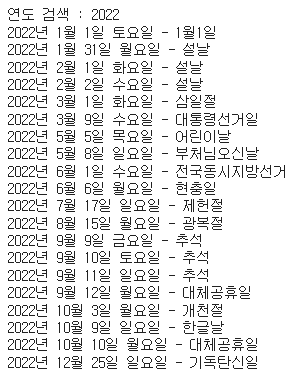 연도 검색 : 2022
2022년 1월 1일 토요일 - 1월1일
2022년 1월 31일 월요일 - 설날
2022년 2월 1일 화요일 - 설날
2022년 2월 2일 수요일 - 설날
2022년 3월 1일 화요일 - 삼일절
2022년 3월 9일 수요일 - 대통령선거일
2022년 5월 5일 목요일 - 어린이날
2022년 5월 8일 일요일 - 부처님오신날
2022년 6월 1일 수요일 - 전국동시지방선거
2022년 6월 6일 월요일 - 현충일
2022년 7월 17일 일요일 - 제헌절
2022년 8월 15일 월요일 - 광복절
2022년 9월 9일 금요일 - 추석
2022년 9월 10일 토요일 - 추석
2022년 9월 11일 일요일 - 추석
2022년 9월 12일 월요일 - 대체공휴일
2022년 10월 3일 월요일 - 개천절
2022년 10월 9일 일요일 - 한글날
2022년 10월 10일 월요일 - 대체공휴일
2022년 12월 25일 일요일 - 기독탄신일